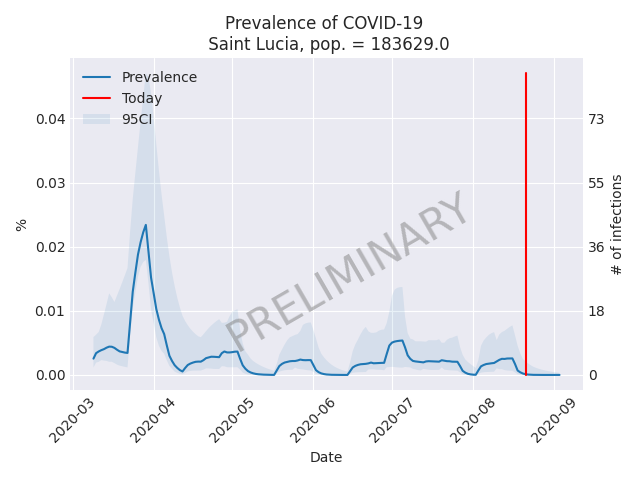 Prevalence of COVID-19
Saint Lucia, pop. = 183629.0
Prevalence
Today
95CI
PRELIMINARY
%
0.04
0.03
0.02
0.01
0.00
73
55
36
18
0
# of infections
2020-03
2020-04
2020-05
2020-06
2020-07
2020-08
2020-09
Date